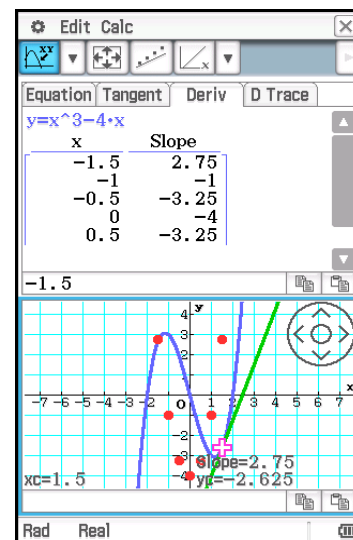 Edit Calc
Equation Tangent Deriv D Trace
y=x^3-4·x
x Slope
-1.5 2.75
-1 -1
-0.5 -3.25
0 -4
0.5 -3.25
-1.5
y
4
3
2
1
-7 -6 -5 -4 -3 -2 -1 0 1 2 3 4 5 6 7 x
-2
-3
Slope=2.75
xc=1.5 -4 yc=-2.625
Rad Real